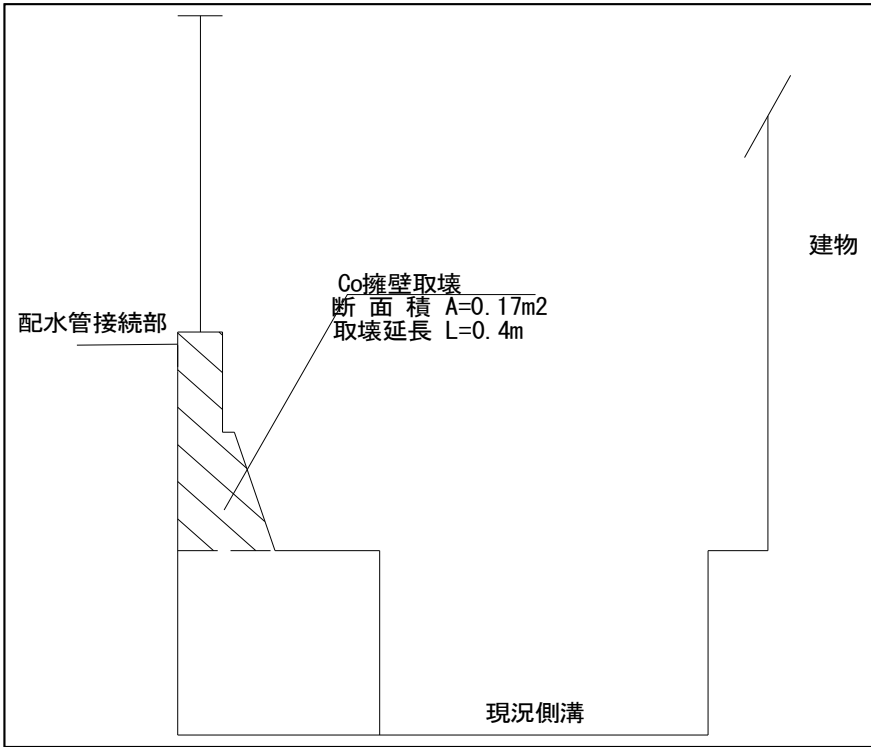 建物
Co擁壁取壊
断 面 積 A=0.17m2
取壊延長 L=0.4m
配水管接続部
現況側溝